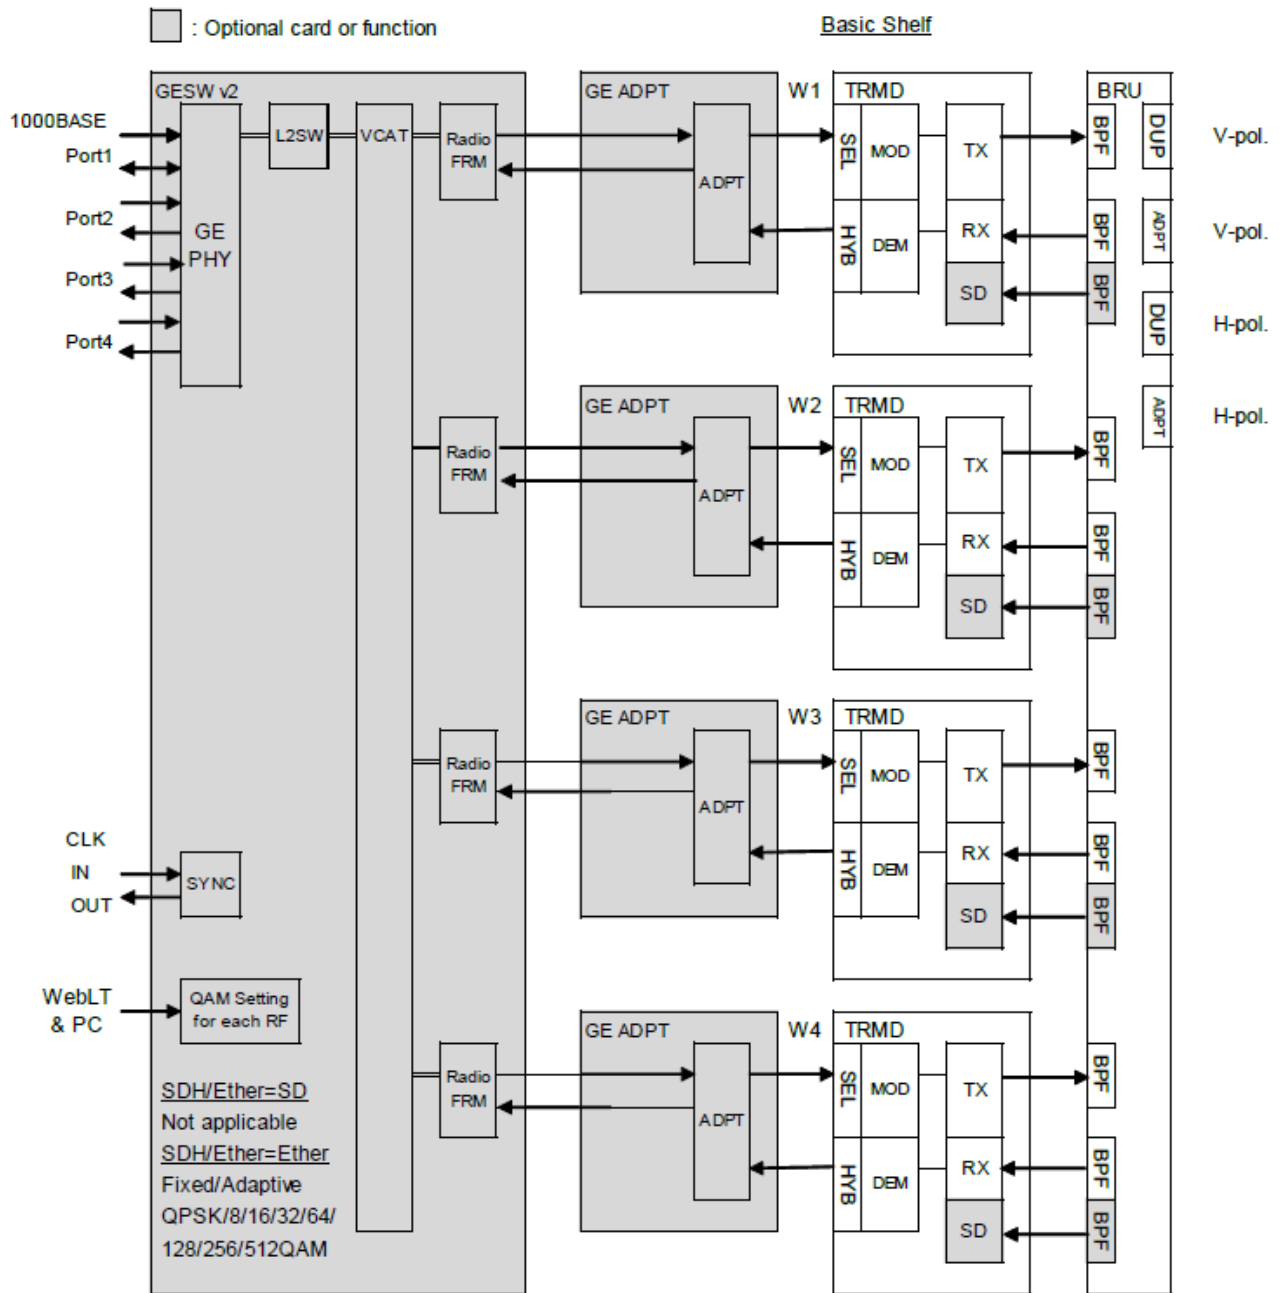 : Optional card or function
Basic Shelf
GESW v2
GE ADPT
W1
TRMD
BRU
1000BASE
Port1
Port2
Port3
Port4
GE
PHY
L2SW
VCAT
Radio
FRM
ADPT
SEL
MOD
TX
HYB
DEM
RX
SD
BPF
BPF
BPF
DUP
V-pol.
ADPT
V-pol.
DUP
H-pol.
ADPT
H-pol.
GE ADPT
W2
TRMD
Radio
FRM
ADPT
SEL
MOD
TX
HYB
DEM
RX
SD
BPF
BPF
BPF
GE ADPT
W3
TRMD
Radio
FRM
ADPT
SEL
MOD
TX
HYB
DEM
RX
SD
BPF
BPF
BPF
CLK
IN
OUT
SYNC
WebLT
& PC
QAM Setting
for each RF
GE ADPT
W4
TRMD
Radio
FRM
ADPT
SEL
MOD
TX
HYB
DEM
RX
SD
BPF
BPF
BPF
SDH/Ether=SD
Not applicable
SDH/Ether=Ether
Fixed/Adaptive
QPSK/8/16/32/64/
128/256/512QAM